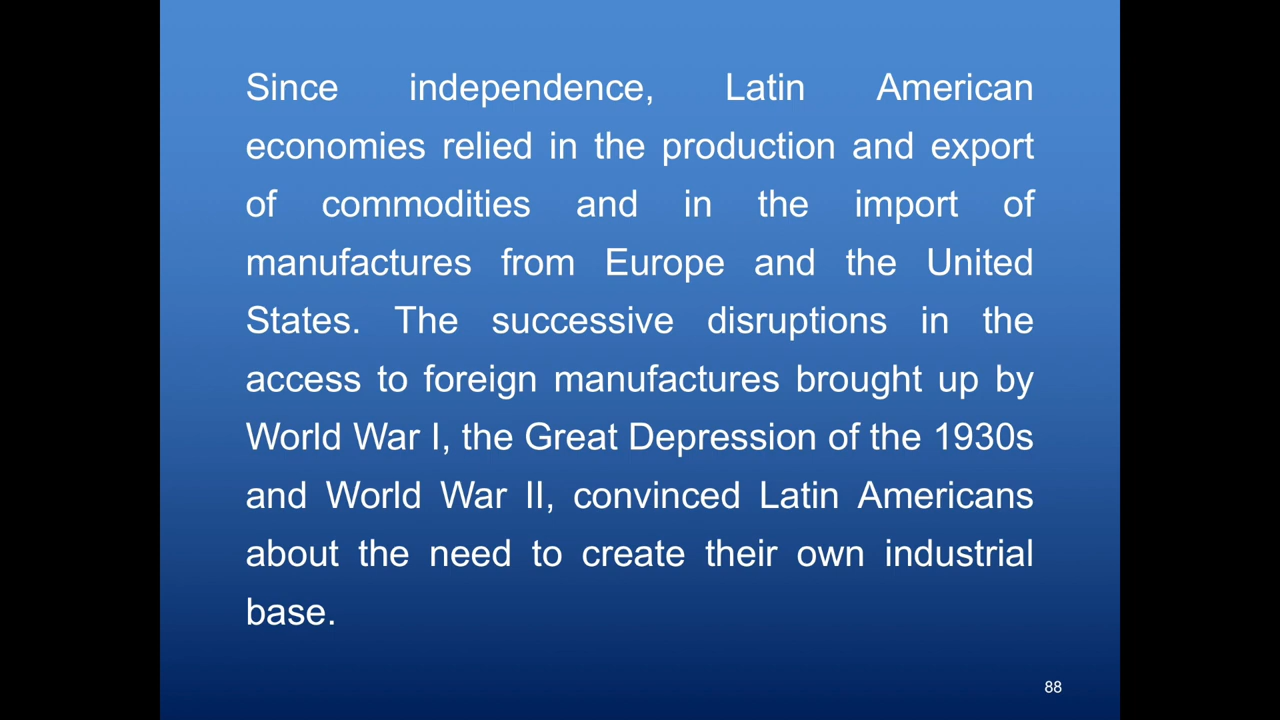 Since independence, Latin American
economies relied in the production and export
of commodities and in the import of
manufactures from Europe and the United
States. The successive disruptions in the
access to foreign manufactures brought up by
World War I, the Great Depression of the 1930s
and World War II, convinced Latin Americans
about the need to create their own industrial
base.
88